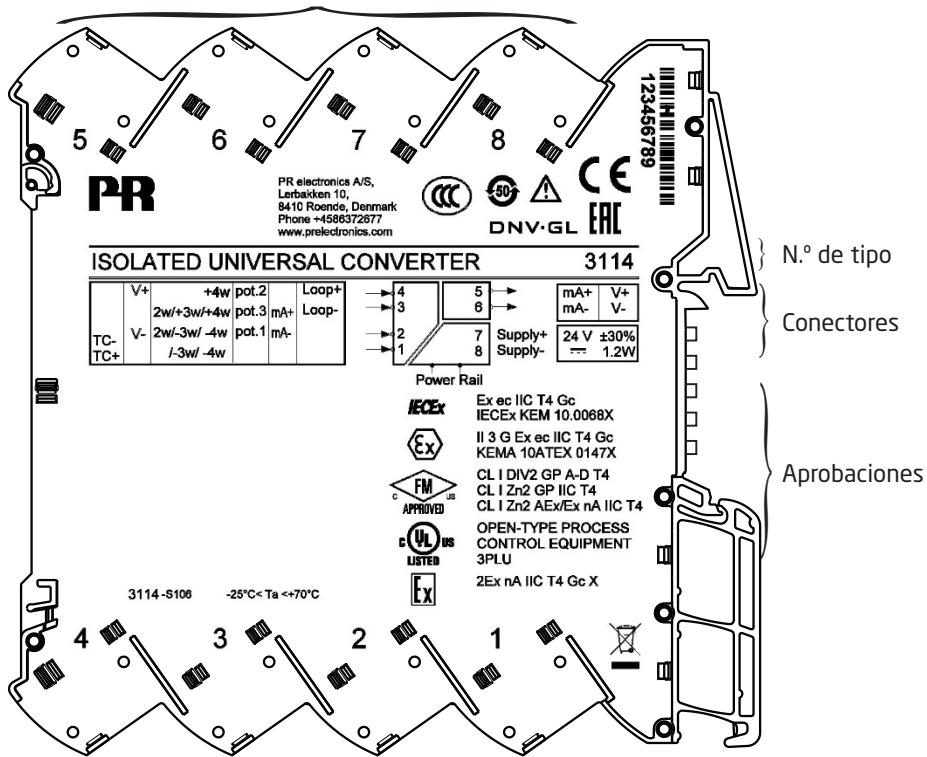 5 6 7 8
123456789
PR
PR electronics A/S,
Lerbakken 10,
8410 Roende, Denmark
Phone +4586372677
www.prelectronics.com
CCC
50
CE
DNV·GL
EAC
ISOLATED UNIVERSAL CONVERTER 3114
N.º de tipo
V+ +4w pot.2 Loop+
2w/+3w/+4w pot.3 mA+ Loop-
TC- V- 2w/-3w/ -4w pot.1 mA-
TC+ /-3w/ -4w
4 5
3 6
2 7 Supply+
1 8 Supply-
mA+ V+
mA- V-
24 V ±30%
1.2W
Power Rail
Conectores
IECEx
Ex ec IIC T4 Gc
IECEx KEM 10.0068X
Ex
II 3 G Ex ec IIC T4 Gc
KEMA 10ATEX 0147X
FM
C US
APPROVED
CL I DIV2 GP A-D T4
CL I Zn2 GP IIC T4
CL I Zn2 AEx/Ex nA IIC T4
Aprobaciones
C UL US
LISTED
OPEN-TYPE PROCESS
CONTROL EQUIPMENT
3PLU
Ex
2Ex nA IIC T4 Gc X
3114 -S106 -25°C< Ta <+70°C
4 3 2 1